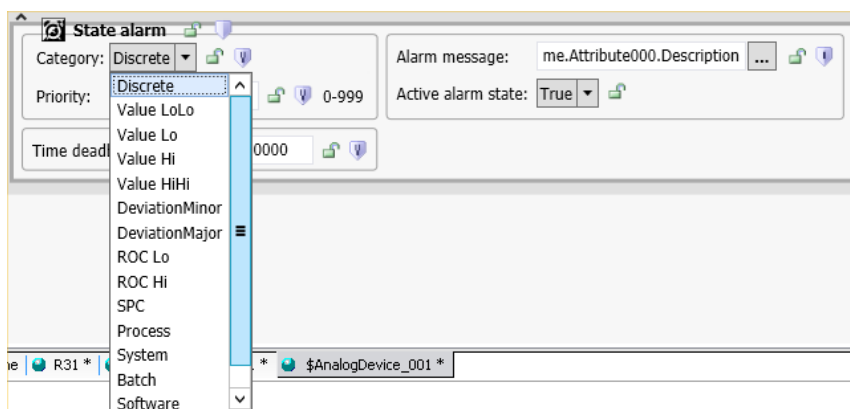 State alarm
Category: Discrete
Alarm message: me.Attribute000.Description ...
Priority: 0-999
Active alarm state: True
Time deadl 0000
Discrete
Value LoLo
Value Lo
Value Hi
Value HiHi
DeviationMinor
DeviationMajor
ROC Lo
ROC Hi
SPC
Process
System
Batch
Software
R31 * * $AnalogDevice_001 *